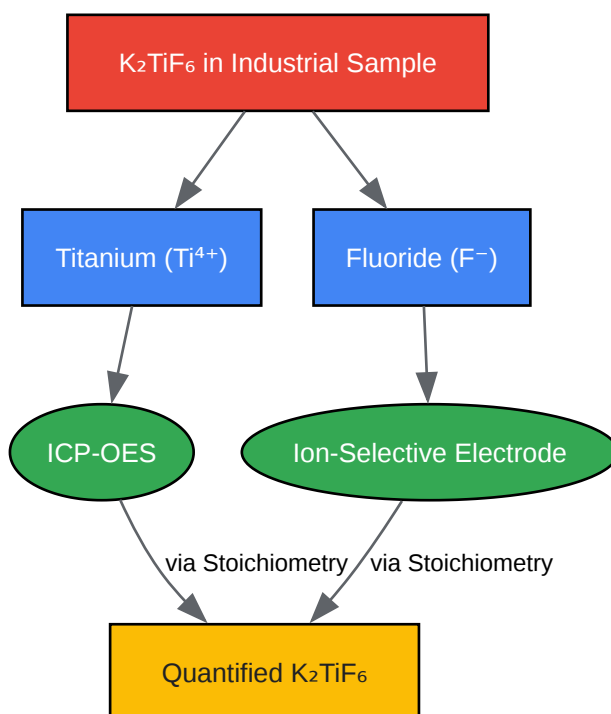 K₂TiF₆ in Industrial Sample
Titanium (Ti⁴⁺)
Fluoride (F⁻)
ICP-OES
Ion-Selective Electrode
via Stoichiometry
via Stoichiometry
Quantified K₂TiF₆